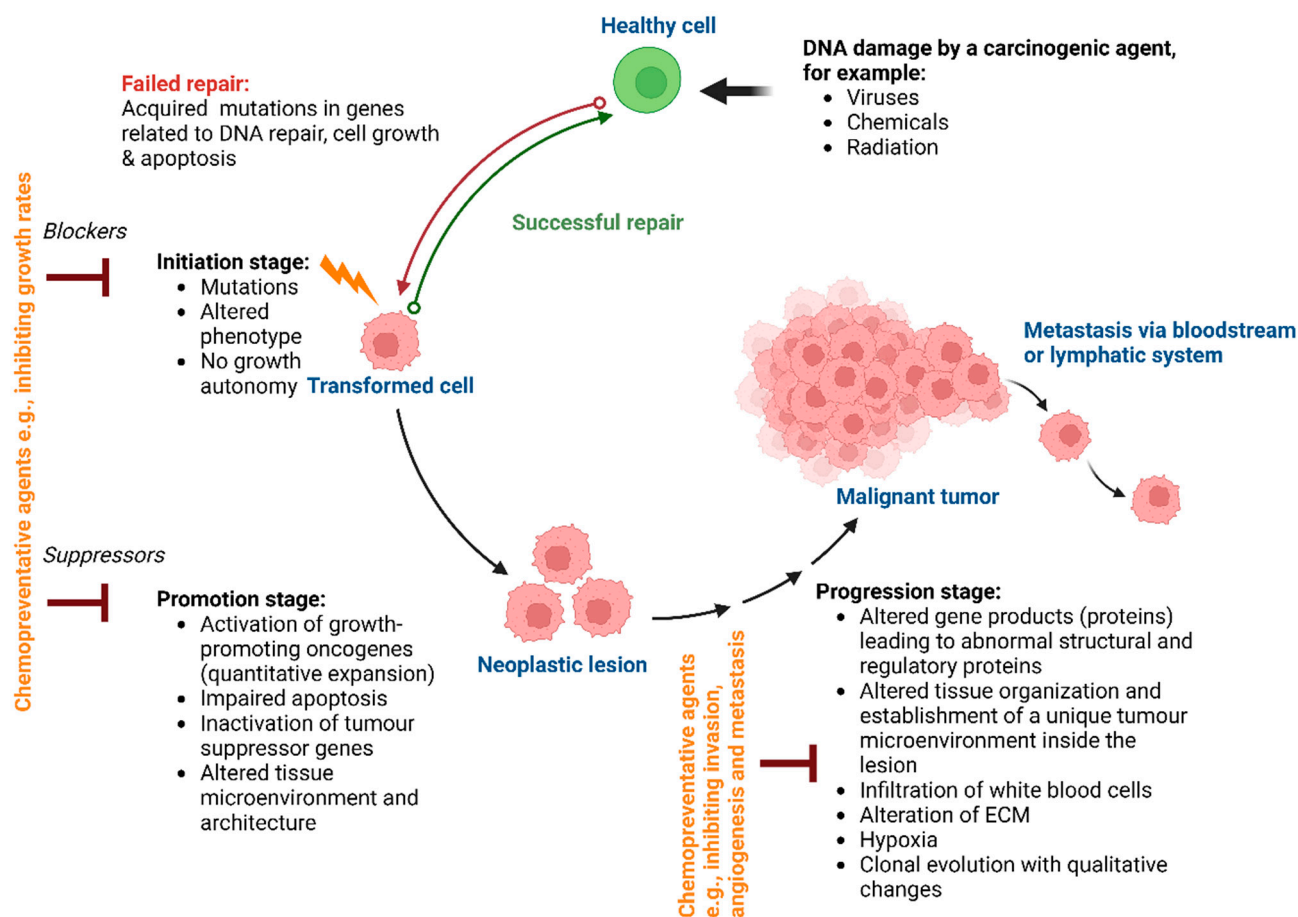 Healthy cell
DNA damage by a carcinogenic agent,
for example:
• Viruses
• Chemicals
• Radiation
Failed repair:
Acquired mutations in genes
related to DNA repair, cell growth
& apoptosis
Successful repair
Chemopreventative agents e.g., inhibiting growth rates
Blockers
Initiation stage:
• Mutations
• Altered
phenotype
• No growth
autonomy
Transformed cell
Metastasis via bloodstream
or lymphatic system
Malignant tumor
Suppressors
Promotion stage:
• Activation of growth-
promoting oncogenes
(quantitative expansion)
• Impaired apoptosis
• Inactivation of tumour
suppressor genes
• Altered tissue
microenvironment and
architecture
Neoplastic lesion
Chemopreventative agents
e.g., inhibiting invasion,
angiogenesis and metastasis
Progression stage:
• Altered gene products (proteins)
leading to abnormal structural and
regulatory proteins
• Altered tissue organization and
establishment of a unique tumour
microenvironment inside the
lesion
• Infiltration of white blood cells
• Alteration of ECM
• Hypoxia
• Clonal evolution with qualitative
changes